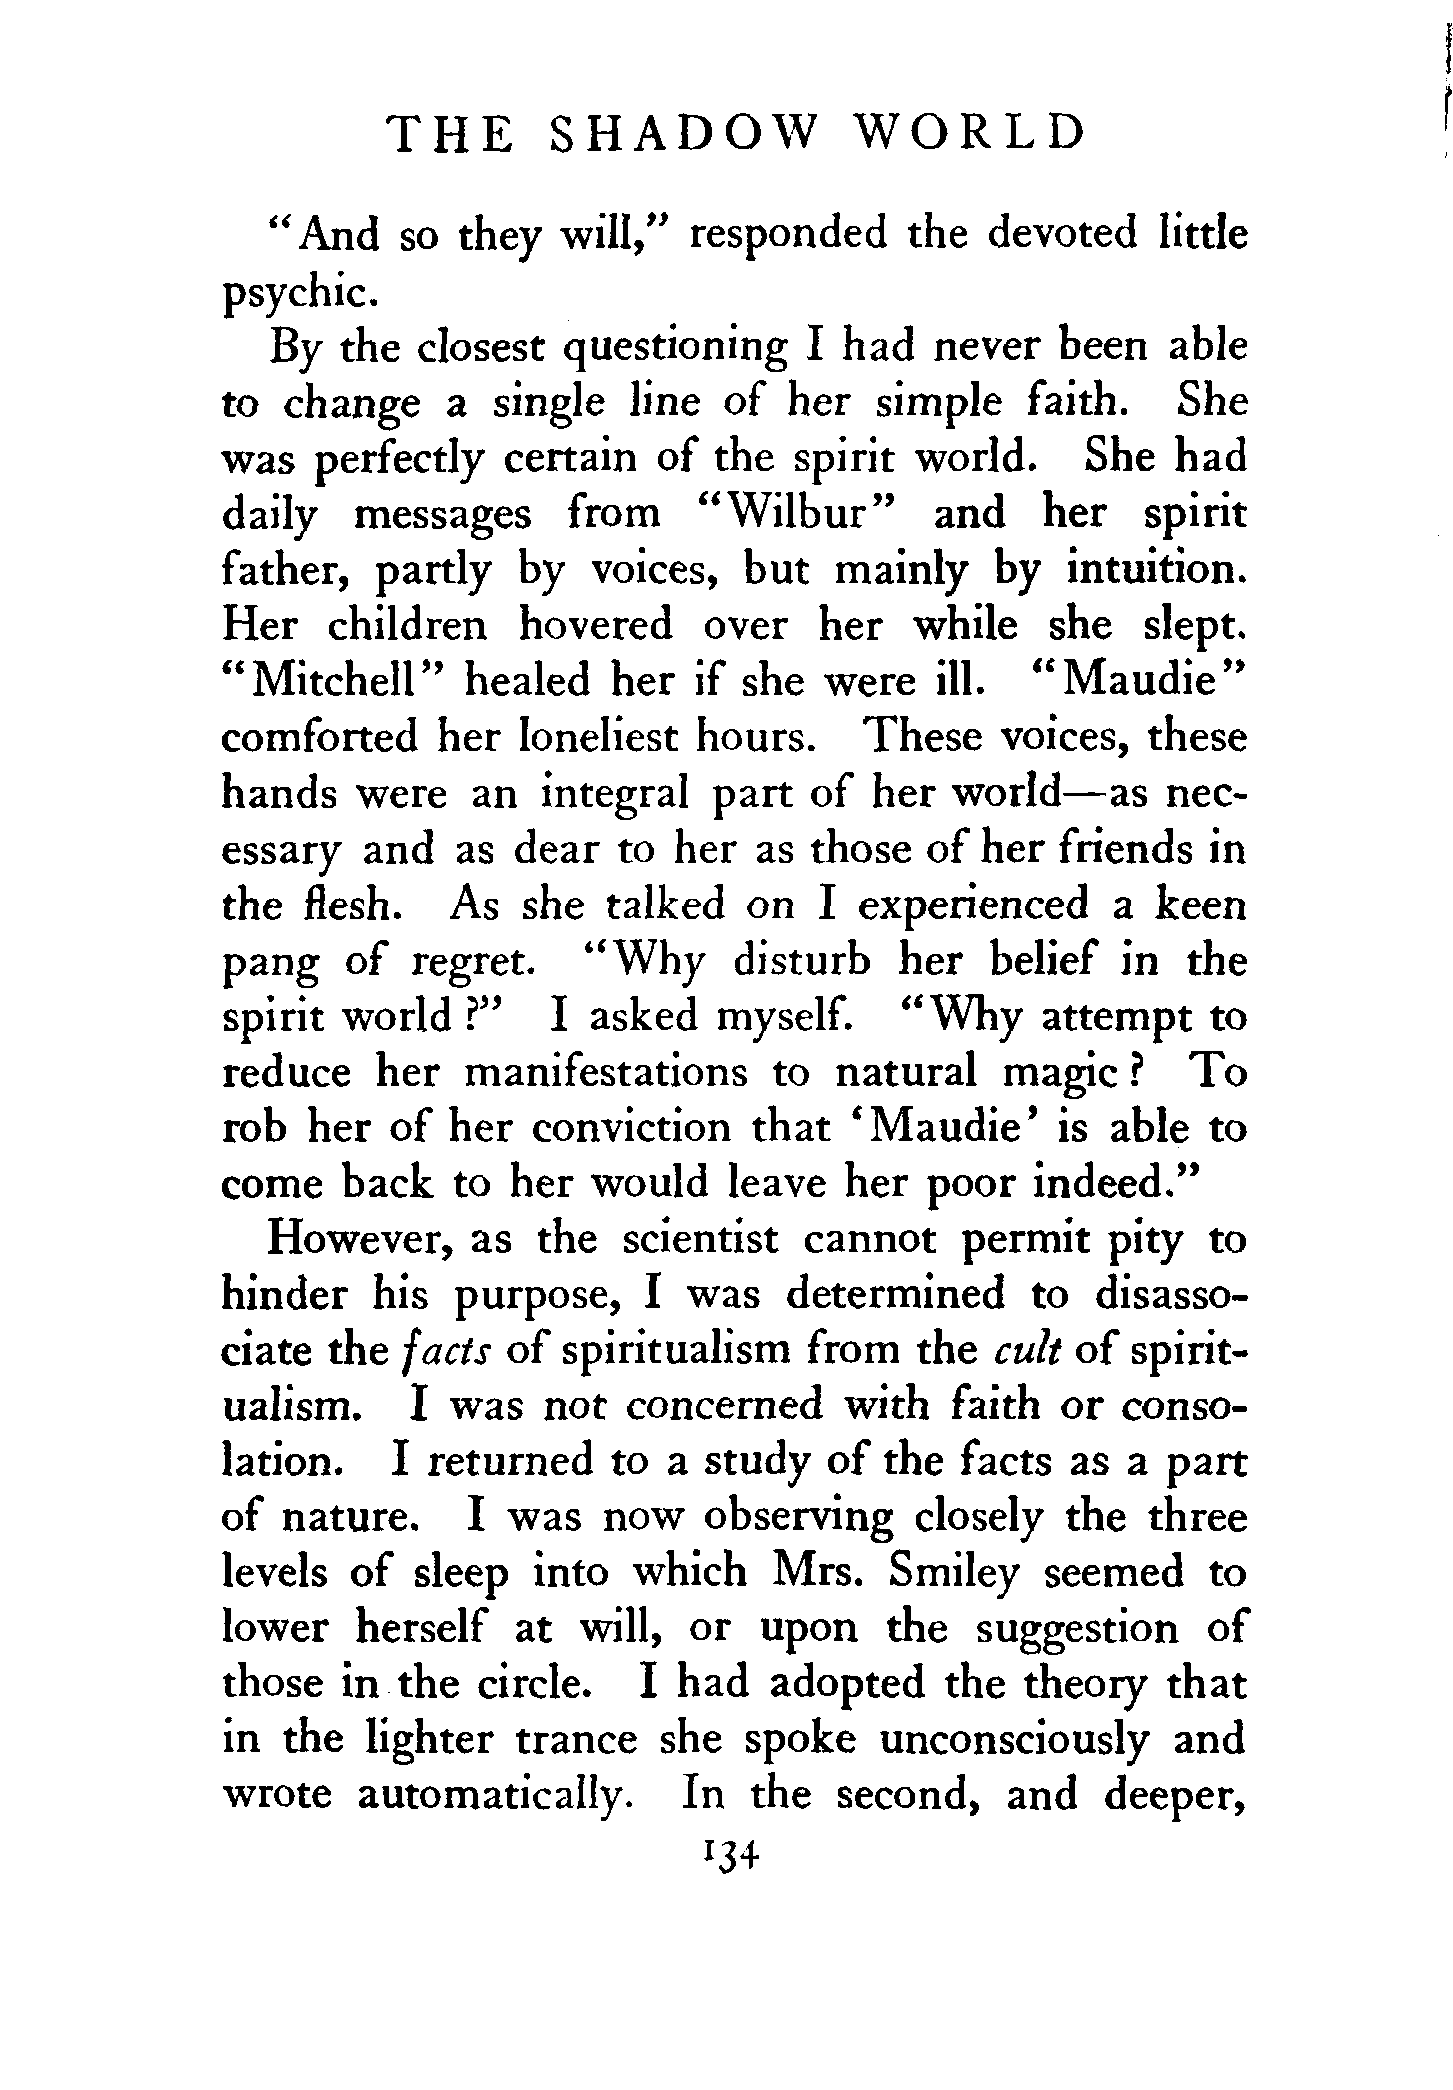 THE SHADOW WORLD
"And so they will," responded the devoted little
psychic.
By the closest questioning I had never been able
to change a single line of her simple faith. She
was perfectly certain of the spirit world. She had
daily messages from "Wilbur" and her spirit
father, partly by voices, but mainly by intuition.
Her children hovered over her while she slept.
"Mitchell" healed her if she were ill. "Maudie"
comforted her loneliest hours. These voices, these
hands were an integral part of her world—as nec-
essary and as dear to her as those of her friends in
the flesh. As she talked on I experienced a keen
pang of regret. "Why disturb her belief in the
spirit world?" I asked myself. "Why attempt to
reduce her manifestations to natural magic? To
rob her of her conviction that 'Maudie' is able to
come back to her would leave her poor indeed."
However, as the scientist cannot permit pity to
hinder his purpose, I was determined to disasso-
ciate the facts of spiritualism from the cult of spirit-
ualism. I was not concerned with faith or conso-
lation. I returned to a study of the facts as a part
of nature. I was now observing closely the three
levels of sleep into which Mrs. Smiley seemed to
lower herself at will, or upon the suggestion of
those in the circle. I had adopted the theory that
in the lighter trance she spoke unconsciously and
wrote automatically. In the second, and deeper,
134